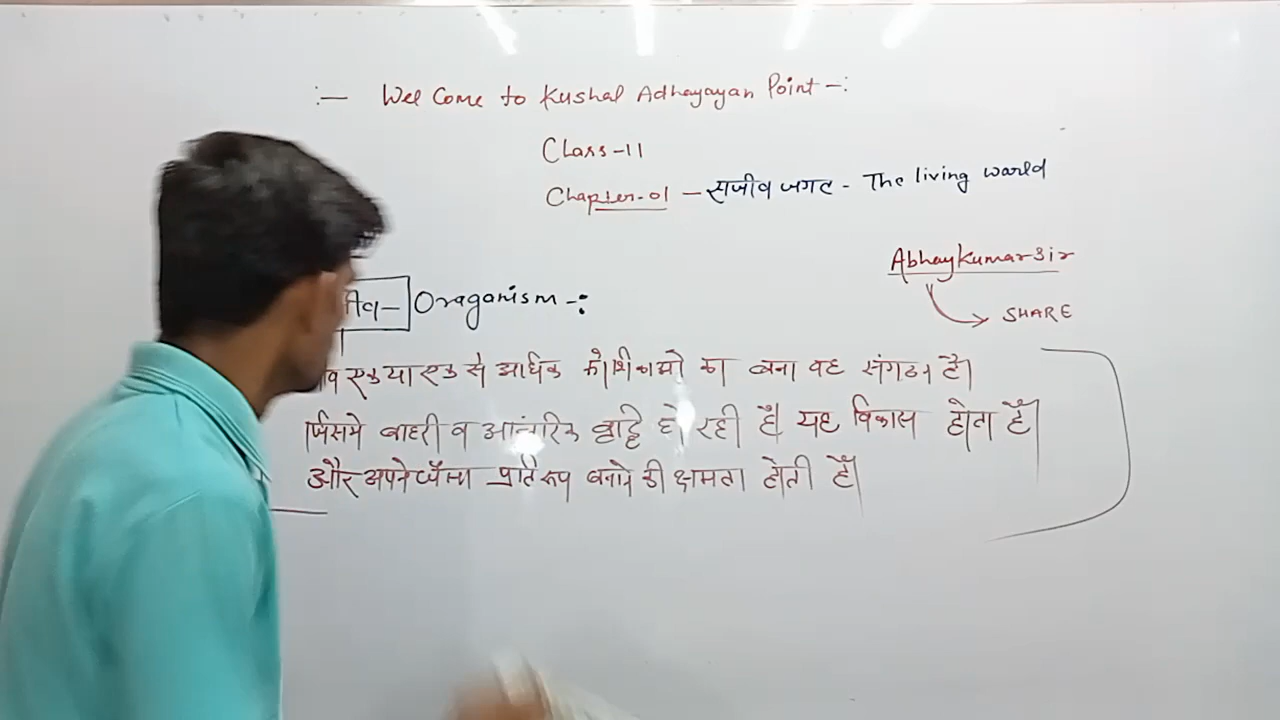 :- Wel Come to Kushal Adhayayan Point -:
Class-11
Chapter-01 - सजीव जगत - The living world
Abhay Kumar Sir
SHARE
Oraganism -:
एक या एक से अधिक कोशिकाओ का बना वह संगठन है।
जिसमे बाहरी व आंतरिक वृद्दि हो रही है। यह विकास होता है।
और अपने जैसा प्रतिरूप बनाने की क्षमता होती है।